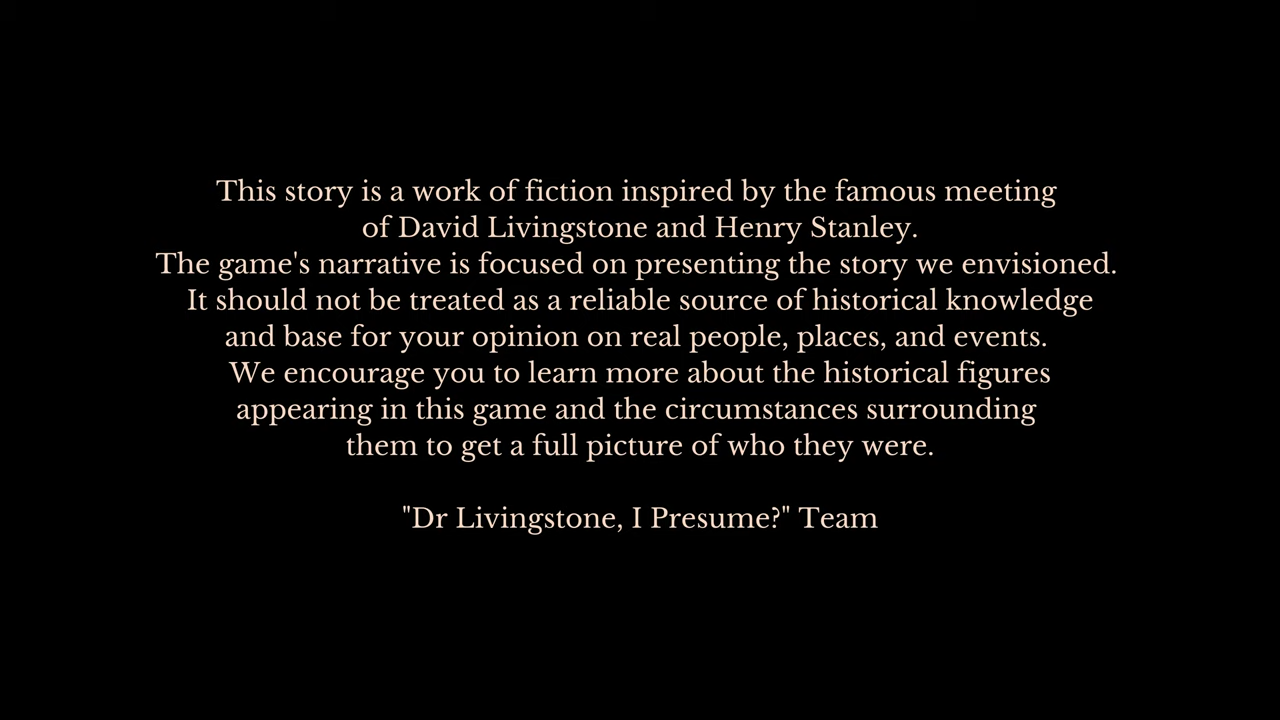 This story is a work of fiction inspired by the famous meeting
of David Livingstone and Henry Stanley.
The game's narrative is focused on presenting the story we envisioned.
It should not be treated as a reliable source of historical knowledge
and base for your opinion on real people, places, and events.
We encourage you to learn more about the historical figures
appearing in this game and the circumstances surrounding
them to get a full picture of who they were.
"Dr Livingstone, I Presume?" Team